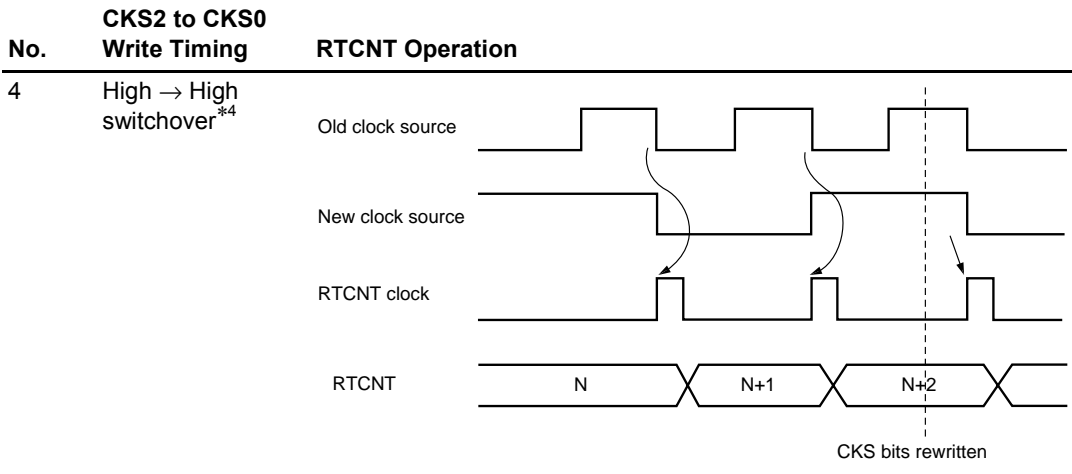 No.
CKS2 to CKS0
Write Timing
RTCNT Operation
4
High → High
switchover*4
Old clock source
New clock source
RTCNT clock
RTCNT
N
N+1
N+2
CKS bits rewritten